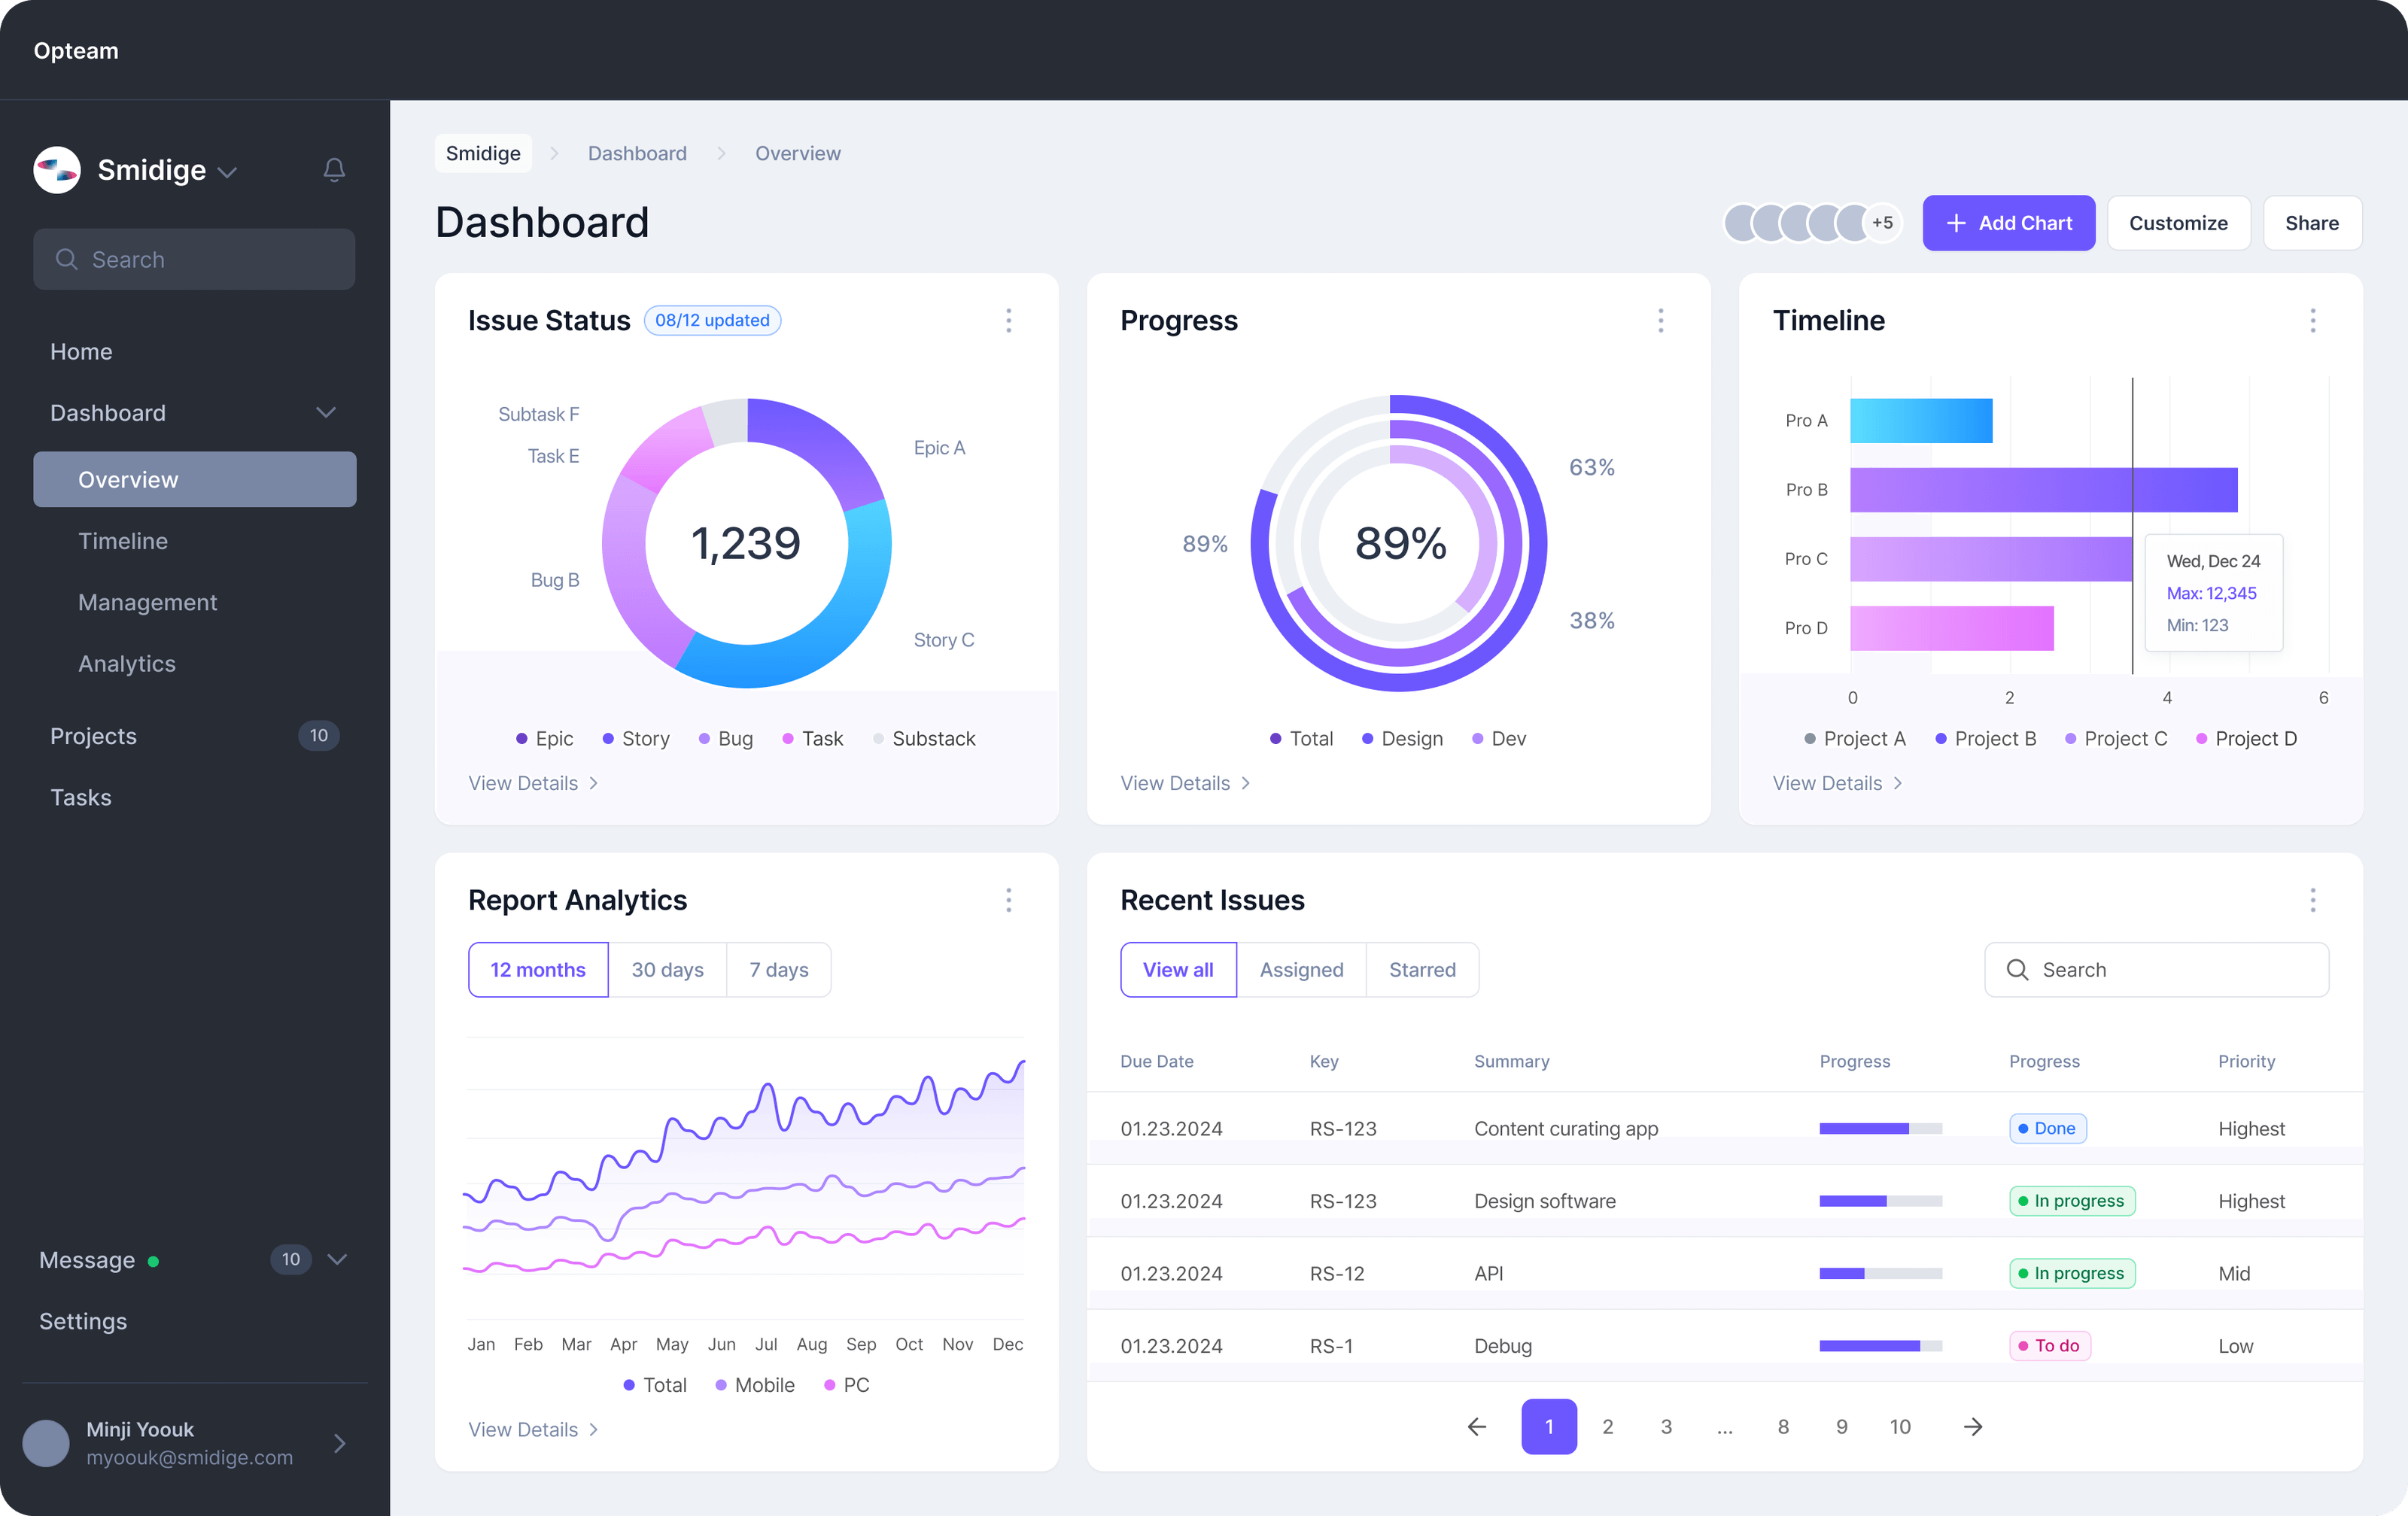 Opteam
Smidige
Search
Home
Dashboard
Overview
Timeline
Management
Analytics
Projects 10
Tasks
Message 10
Settings
Minji Yoouk
myoouk@smidige.com
Smidige Dashboard Overview
Dashboard
+5
Add Chart
Customize
Share
Issue Status 08/12 updated
Subtask F
Task E
Epic A
1,239
Bug B
Story C
Epic Story Bug Task Substack
View Details
Progress
63%
89%
89%
38%
Total Design Dev
View Details
Timeline
Pro A
Pro B
Pro C
Pro D
Wed, Dec 24
Max: 12,345
Min: 123
0 2 4 6
Project A Project B Project C Project D
View Details
Report Analytics
12 months 30 days 7 days
Jan Feb Mar Apr May Jun Jul Aug Sep Oct Nov Dec
Total Mobile PC
View Details
Recent Issues
View all Assigned Starred
Search
Due Date Key Summary Progress Progress Priority
01.23.2024 RS-123 Content curating app Done Highest
01.23.2024 RS-123 Design software In progress Highest
01.23.2024 RS-12 API In progress Mid
01.23.2024 RS-1 Debug To do Low
1 2 3 ... 8 9 10